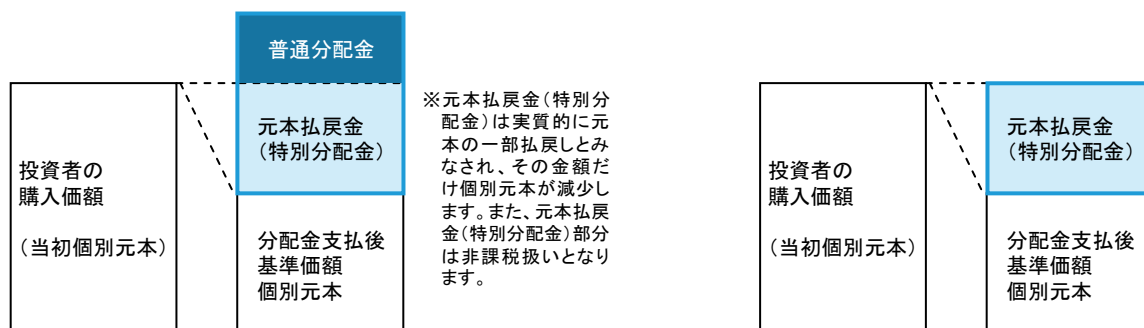 普通分配金
元本払戻金
(特別分配金)
投資者の
購入価額
(当初個別元本)
分配金支払後
基準価額
個別元本
※元本払戻金(特別分
配金)は実質的に元
本の一部払戻しとみ
なされ、その金額だ
け個別元本が減少し
ます。また、元本払戻
金(特別分配金)部分
は非課税扱いとなり
ます。
投資者の
購入価額
(当初個別元本)
元本払戻金
(特別分配金)
分配金支払後
基準価額
個別元本